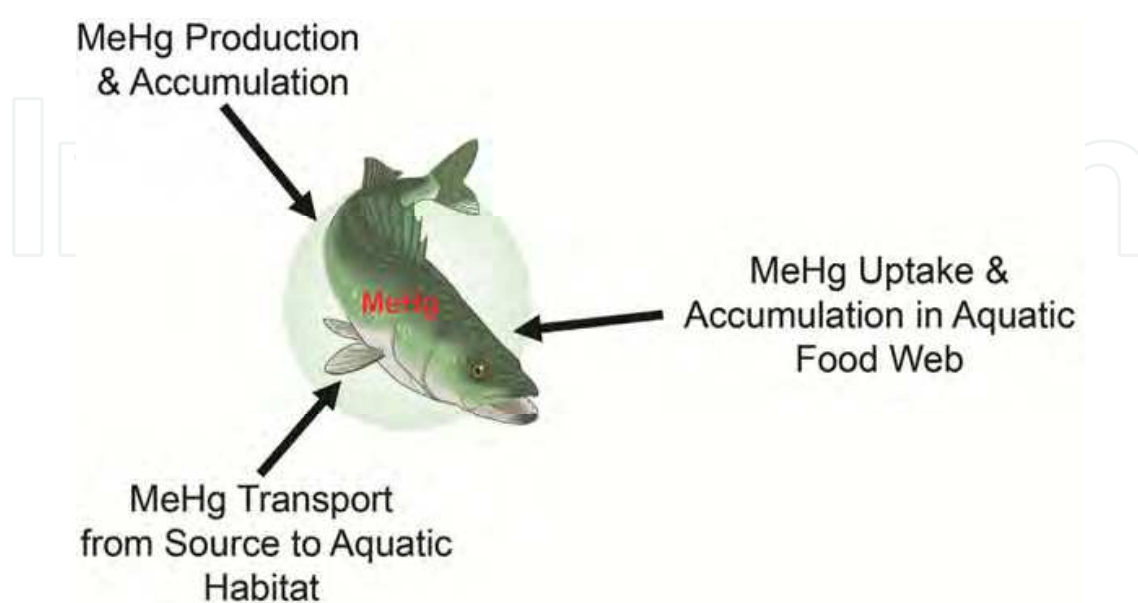 MeHg Production
& Accumulation
MeHg
MeHg Uptake &
Accumulation in Aquatic
Food Web
MeHg Transport
from Source to Aquatic
Habitat